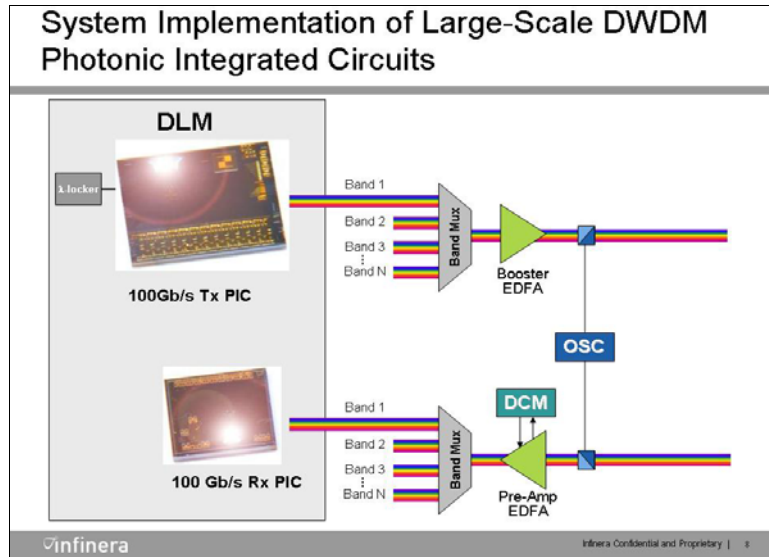 System Implementation of Large-Scale DWDM
Photonic Integrated Circuits
DLM
λ-locker
100Gb/s Tx PIC
Band 1
Band 2
Band 3
Band N
Band Mux
Booster
EDFA
OSC
100 Gb/s Rx PIC
Band 1
Band 2
Band 3
Band N
Band Mux
DCM
Pre-Amp
EDFA
infinera
Infinera Confidential and Proprietary | 8